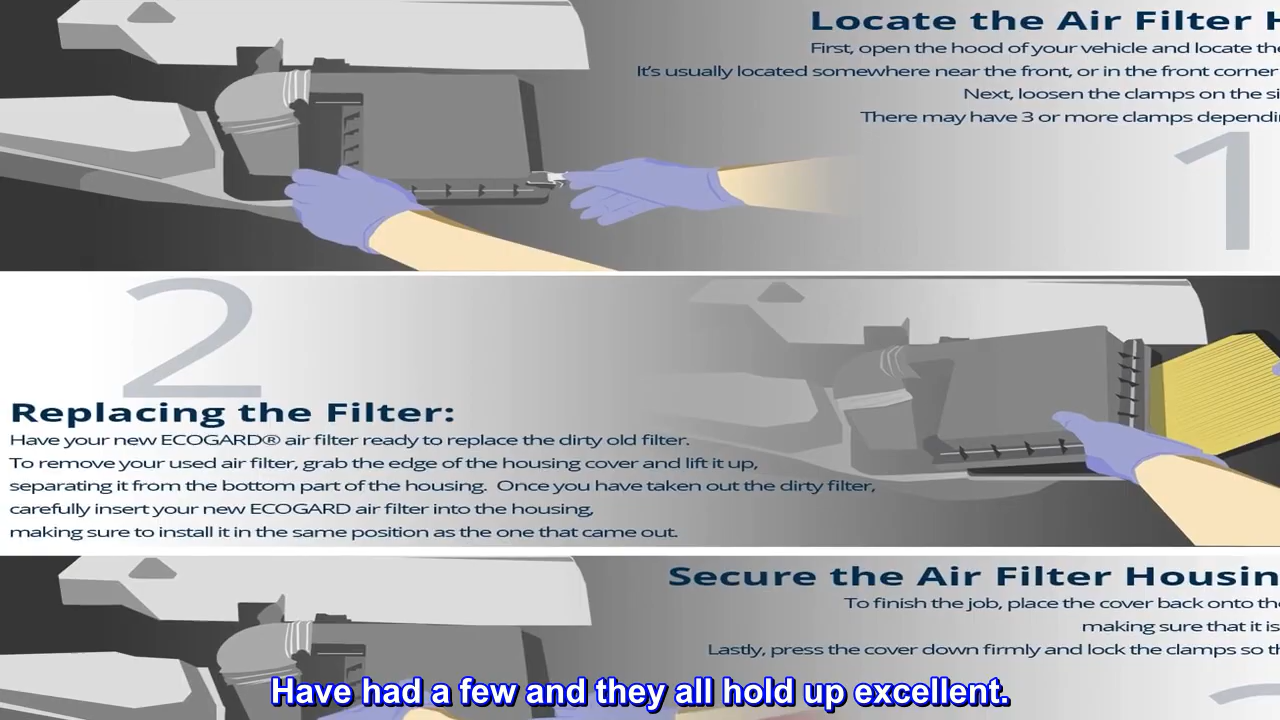 Locate the Air Filter H
First, open the hood of your vehicle and locate the
It's usually located somewhere near the front, or in the front corner
Next, loosen the clamps on the si
There may have 3 or more clamps dependi
1
2
Replacing the Filter:
Have your new ECOGARD® air filter ready to replace the dirty old filter.
To remove your used air filter, grab the edge of the housing cover and lift it up,
separating it from the bottom part of the housing. Once you have taken out the dirty filter,
carefully insert your new ECOGARD air filter into the housing,
making sure to install it in the same position as the one that came out.
Secure the Air Filter Housin
To finish the job, place the cover back onto the
making sure that it is
Lastly, press the cover down firmly and lock the clamps so th
Have had a few and they all hold up excellent.